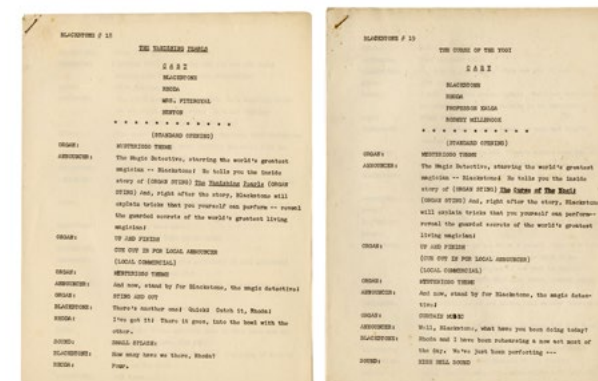 BLACKSTONE # 18
THE VANISHING PEARLS
CAST
BLACKSTONE
RHODA
MRS. FITZROYAL
BURTON
* * * * * * * * * * * *
(STANDARD OPENING)
ORGAN: MYSTERIOUS THEME
ANNOUNCER: The Magic Detective, starring the world's greatest
magician -- Blackstone! He tells you the inside
story of (ORGAN STING) The Vanishing Pearls (ORGAN
STING) And, right after the story, Blackstone will
explain tricks that you yourself can perform -- reveal
the guarded secrets of the world's greatest living
magician!
ORGAN: UP AND FINISH
CUE OUT IS FOR LOCAL ANNOUNCER
(LOCAL COMMERCIAL)
ORGAN: MYSTERIOUS THEME
ANNOUNCER: And now, stand by for Blackstone, the magic detective!
ORGAN: STING AND OUT
BLACKSTONE: There's another one! Quick! Catch it, Rhoda!
RHODA: I've got it! There it goes, into the bowl with the
other.
SOUND: SMALL SPLASH:
BLACKSTONE: How many have we there, Rhoda?
RHODA: Four.
BLACKSTONE # 19
THE CURSE OF THE YOGI
CAST
BLACKSTONE
RHODA
PROFESSOR
RODNEY MILLBROOK
* * * * * * * * * * *
(STANDARD OPENING)
ORGAN: MYSTERIOUS THEME
ANNOUNCER: The Magic Detective, starring the world's greatest
magician -- Blackstone! He tells you the inside
story of (ORGAN STING) The Curse of The Yogi
(ORGAN STING) And, right after the story, Blackstone
will explain tricks that you yourself can perform--
reveal the guarded secrets of the world's greatest
living magician!
ORGAN: UP AND FINISH
(CUE OUT IS FOR LOCAL ANNOUNCER)
(LOCAL COMMERCIAL)
ORGAN: MYSTERIOUS THEME
ANNOUNCER: And now, stand by for Blackstone, the magic detec-
tive!
ORGAN: CURTAIN MUSIC
ANNOUNCER: Well, Blackstone, what have you been doing today?
BLACKSTONE: Rhoda and I have been rehearsing a new act most of
the day. We've just been perfecting ---
SOUND: BELL SOUND